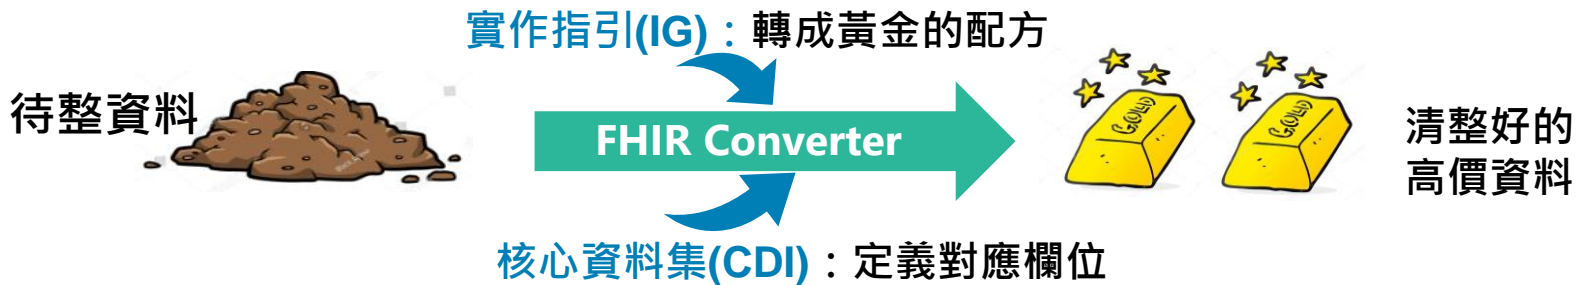 實作指引(IG)：轉成黃金的配方
待整資料
FHIR Converter
GOLD
GOLD
清整好的
高價資料
核心資料集(CDI)：定義對應欄位